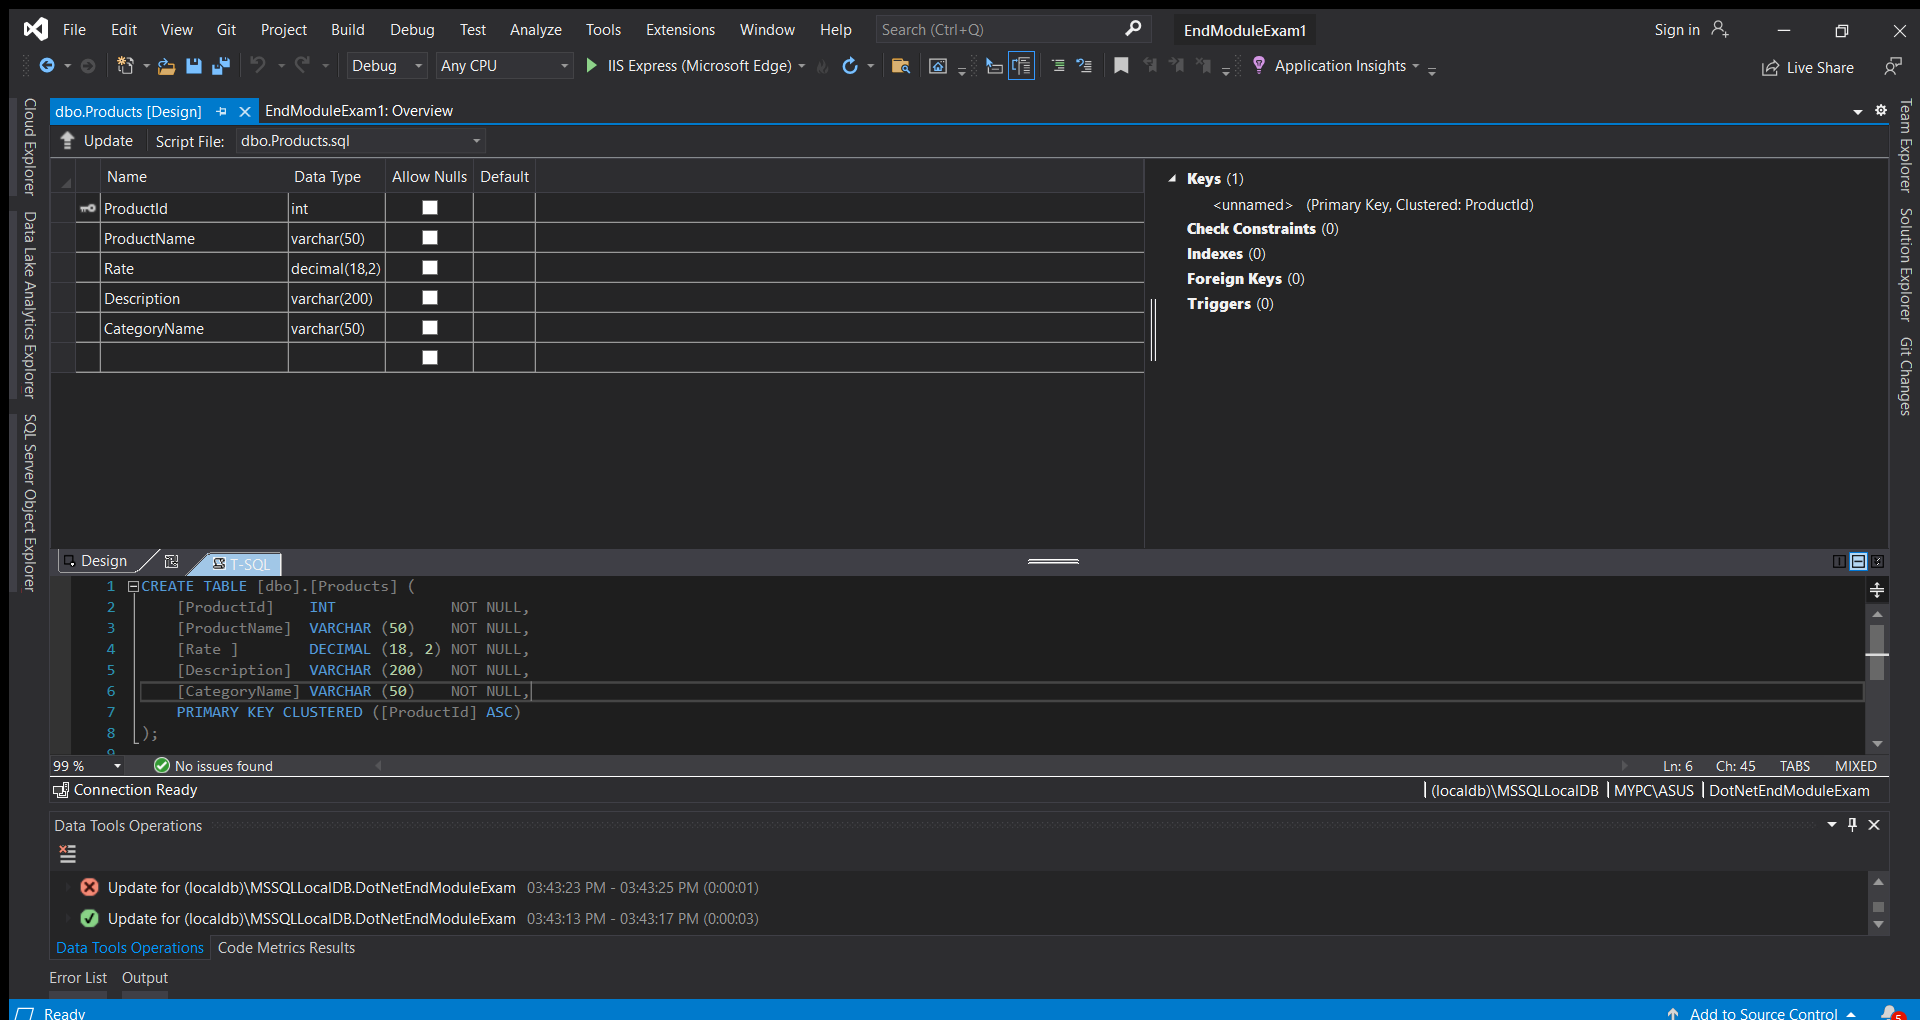 File Edit View Git Project Build Debug Test Analyze Tools Extensions Window Help Search (Ctrl+Q) EndModuleExam1 Sign in
Debug Any CPU IIS Express (Microsoft Edge) Application Insights Live Share
Cloud Explorer
Data Lake Analytics Explorer
SQL Server Object Explorer
dbo.Products [Design] EndModuleExam1: Overview
Update Script File: dbo.Products.sql
Name Data Type Allow Nulls Default
ProductId int
ProductName varchar(50)
Rate decimal(18,2)
Description varchar(200)
CategoryName varchar(50)
Keys (1)
<unnamed> (Primary Key, Clustered: ProductId)
Check Constraints (0)
Indexes (0)
Foreign Keys (0)
Triggers (0)
Team Explorer
Solution Explorer
Git Changes
Design T-SQL
1 CREATE TABLE [dbo].[Products] (
2 [ProductId] INT NOT NULL,
3 [ProductName] VARCHAR (50) NOT NULL,
4 [Rate ] DECIMAL (18, 2) NOT NULL,
5 [Description] VARCHAR (200) NOT NULL,
6 [CategoryName] VARCHAR (50) NOT NULL,
7 PRIMARY KEY CLUSTERED ([ProductId] ASC)
8 );
9
99 % No issues found Ln: 6 Ch: 45 TABS MIXED
Connection Ready (localdb)\MSSQLLocalDB MYPC\ASUS DotNetEndModuleExam
Data Tools Operations
Update for (localdb)\MSSQLLocalDB.DotNetEndModuleExam 03:43:23 PM - 03:43:25 PM (0:00:01)
Update for (localdb)\MSSQLLocalDB.DotNetEndModuleExam 03:43:13 PM - 03:43:17 PM (0:00:03)
Data Tools Operations Code Metrics Results
Error List Output
Ready Add to Source Control 5